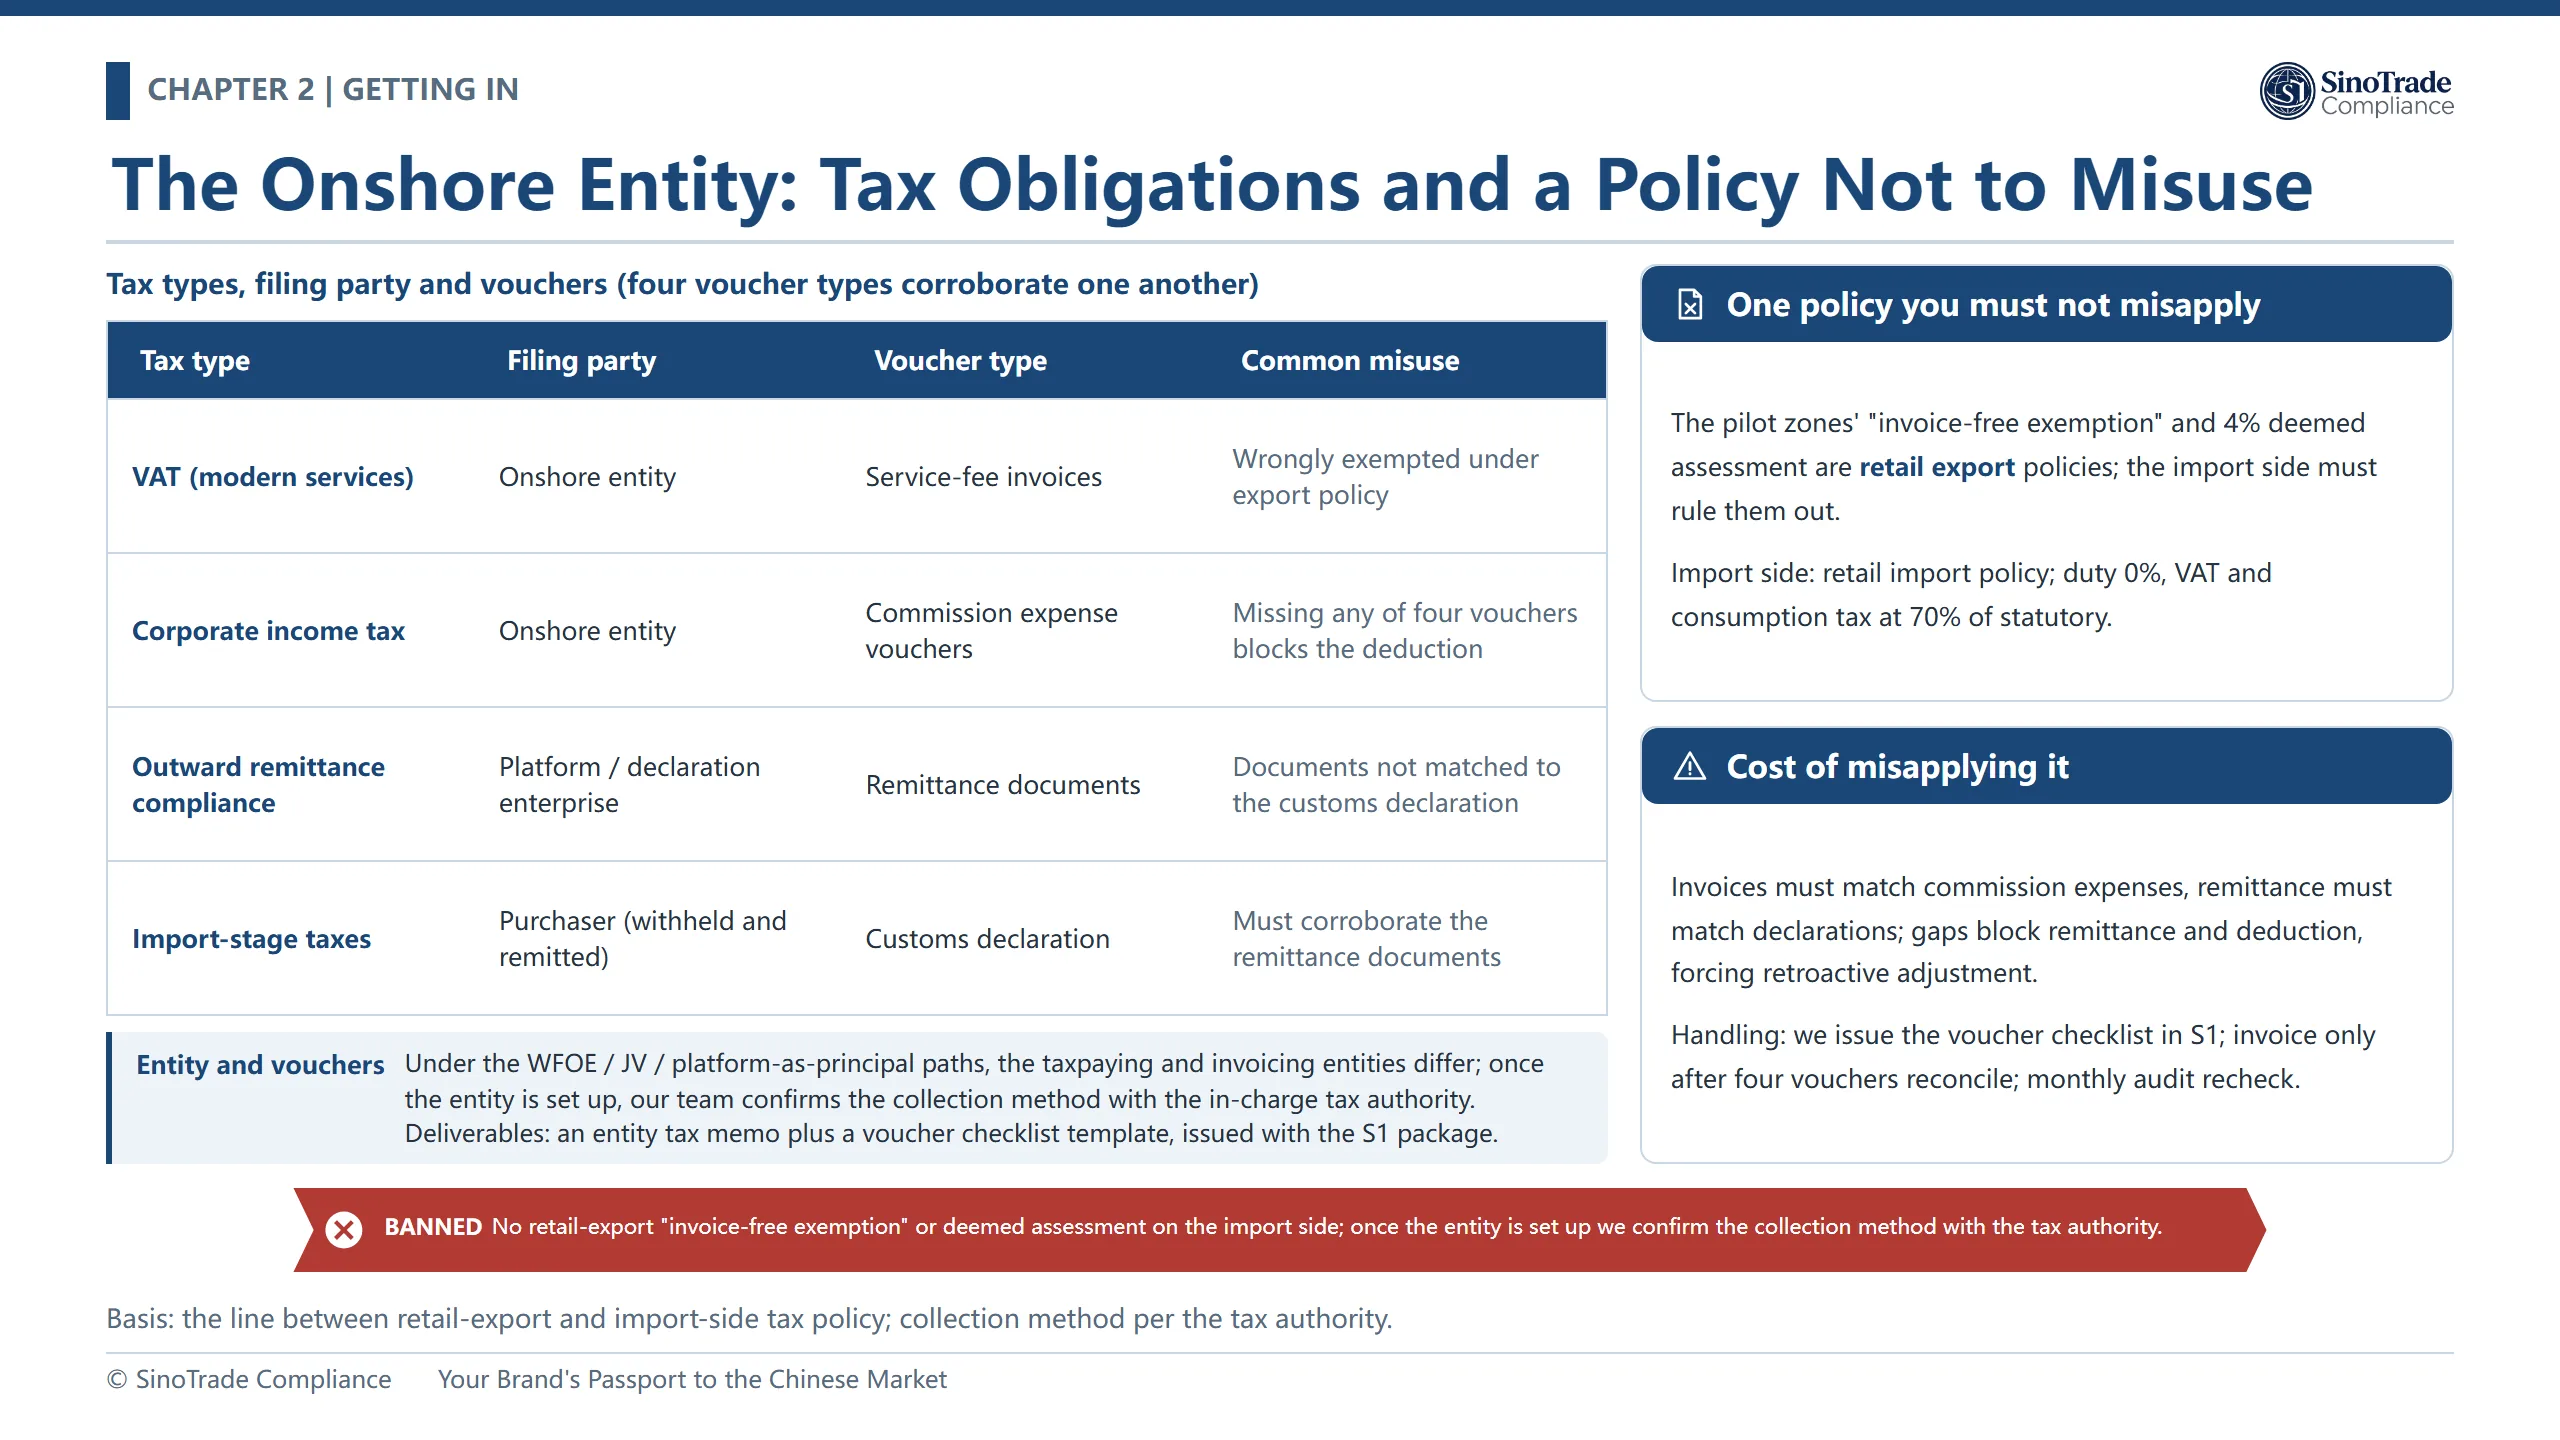 CHAPTER 2 | GETTING IN
SinoTrade
Compliance
The Onshore Entity: Tax Obligations and a Policy Not to Misuse
Tax types, filing party and vouchers (four voucher types corroborate one another)
Tax type
Filing party
Voucher type
Common misuse
VAT (modern services)
Onshore entity
Service-fee invoices
Wrongly exempted under
export policy
Corporate income tax
Onshore entity
Commission expense
vouchers
Missing any of four vouchers
blocks the deduction
Outward remittance
compliance
Platform / declaration
enterprise
Remittance documents
Documents not matched to
the customs declaration
Import-stage taxes
Purchaser (withheld and
remitted)
Customs declaration
Must corroborate the
remittance documents
Entity and vouchers
Under the WFOE / JV / platform-as-principal paths, the taxpaying and invoicing entities differ; once
the entity is set up, our team confirms the collection method with the in-charge tax authority.
Deliverables: an entity tax memo plus a voucher checklist template, issued with the S1 package.
One policy you must not misapply
The pilot zones' "invoice-free exemption" and 4% deemed
assessment are retail export policies; the import side must
rule them out.
Import side: retail import policy; duty 0%, VAT and
consumption tax at 70% of statutory.
Cost of misapplying it
Invoices must match commission expenses, remittance must
match declarations; gaps block remittance and deduction,
forcing retroactive adjustment.
Handling: we issue the voucher checklist in S1; invoice only
after four vouchers reconcile; monthly audit recheck.
BANNED No retail-export "invoice-free exemption" or deemed assessment on the import side; once the entity is set up we confirm the collection method with the tax authority.
Basis: the line between retail-export and import-side tax policy; collection method per the tax authority.
© SinoTrade Compliance
Your Brand's Passport to the Chinese Market